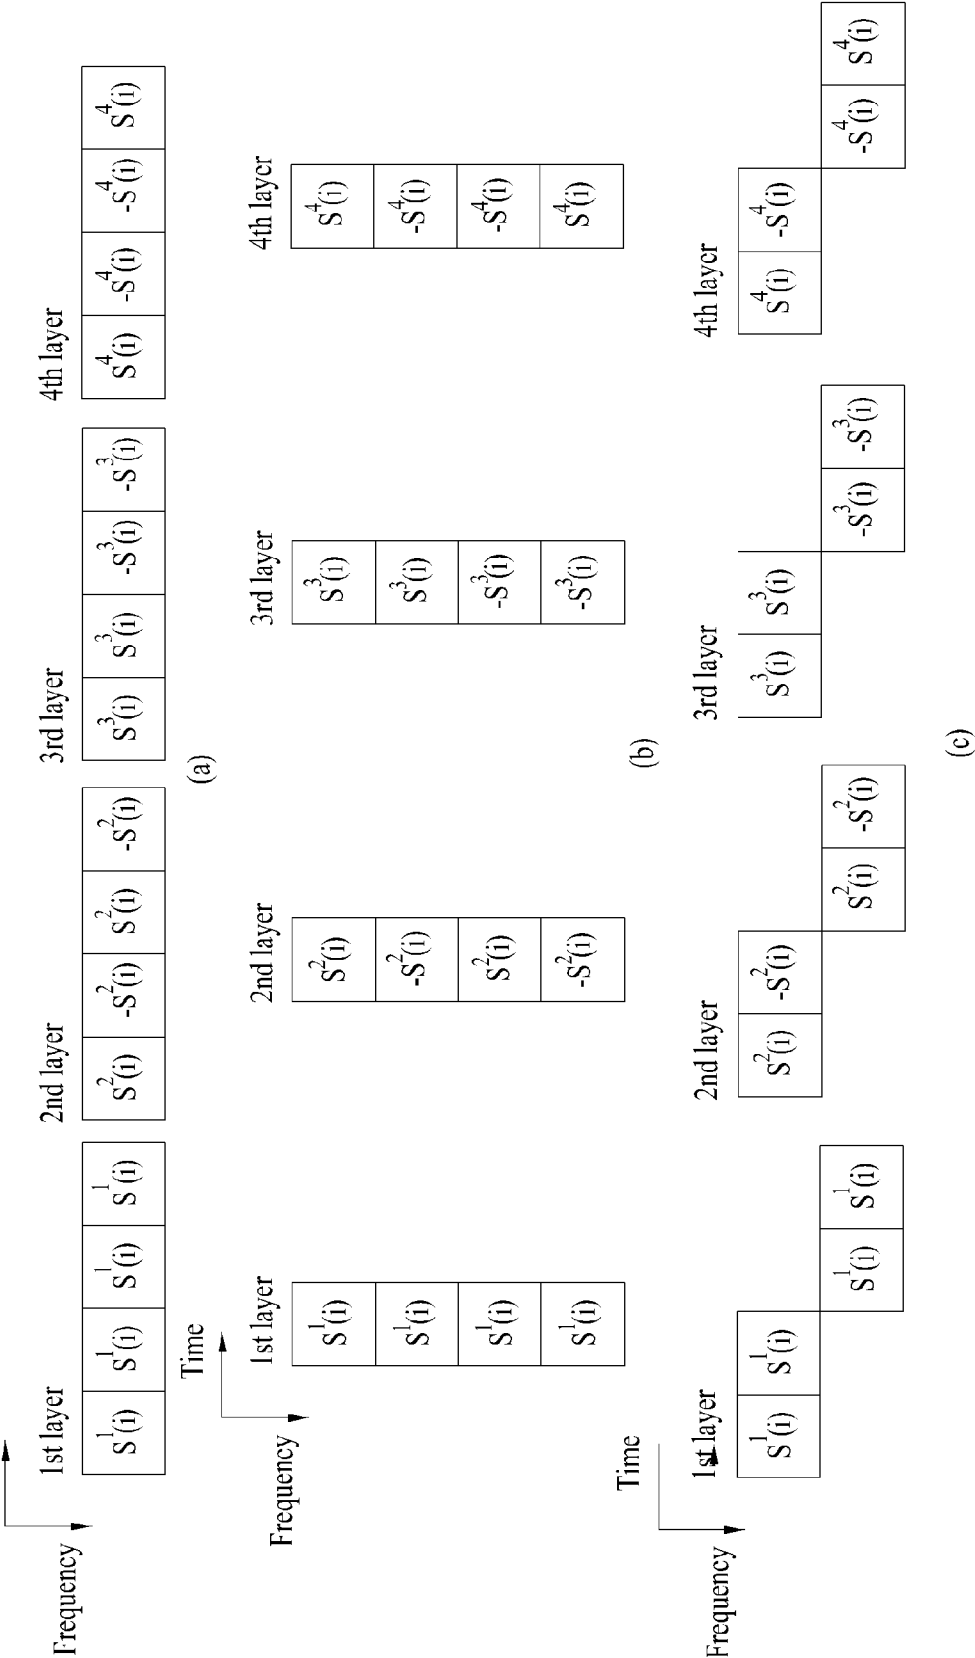 1st layer 2nd layer 3rd layer 4th layer
S¹(i) S¹(i) S¹(i) S¹(i) S²(i) -S²(i) S²(i) -S²(i) S³(i) S³(i) -S³(i) -S³(i) S⁴(i) -S⁴(i) -S⁴(i) S⁴(i)
Frequency
(a)
Time
Frequency
1st layer 2nd layer 3rd layer 4th layer
S¹(i) S²(i) S³(i) S⁴(i)
S¹(i) -S²(i) S³(i) -S⁴(i)
S¹(i) S²(i) -S³(i) -S⁴(i)
S¹(i) -S²(i) -S³(i) S⁴(i)
(b)
Time
Frequency
1st layer 2nd layer 3rd layer 4th layer
S¹(i) S¹(i) S²(i) -S²(i) S³(i) S³(i) S⁴(i) -S⁴(i)
S¹(i) S¹(i) S²(i) -S²(i) -S³(i) -S³(i) -S⁴(i) S⁴(i)
(c)